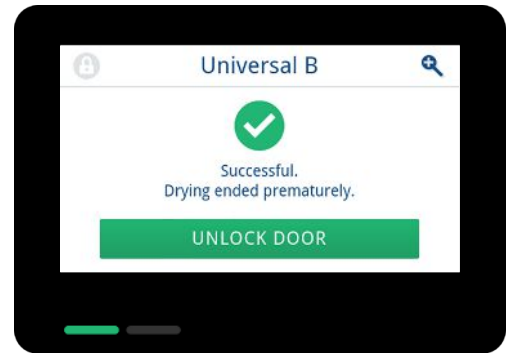 Universal B
Successful.
Drying ended prematurely.
UNLOCK DOOR